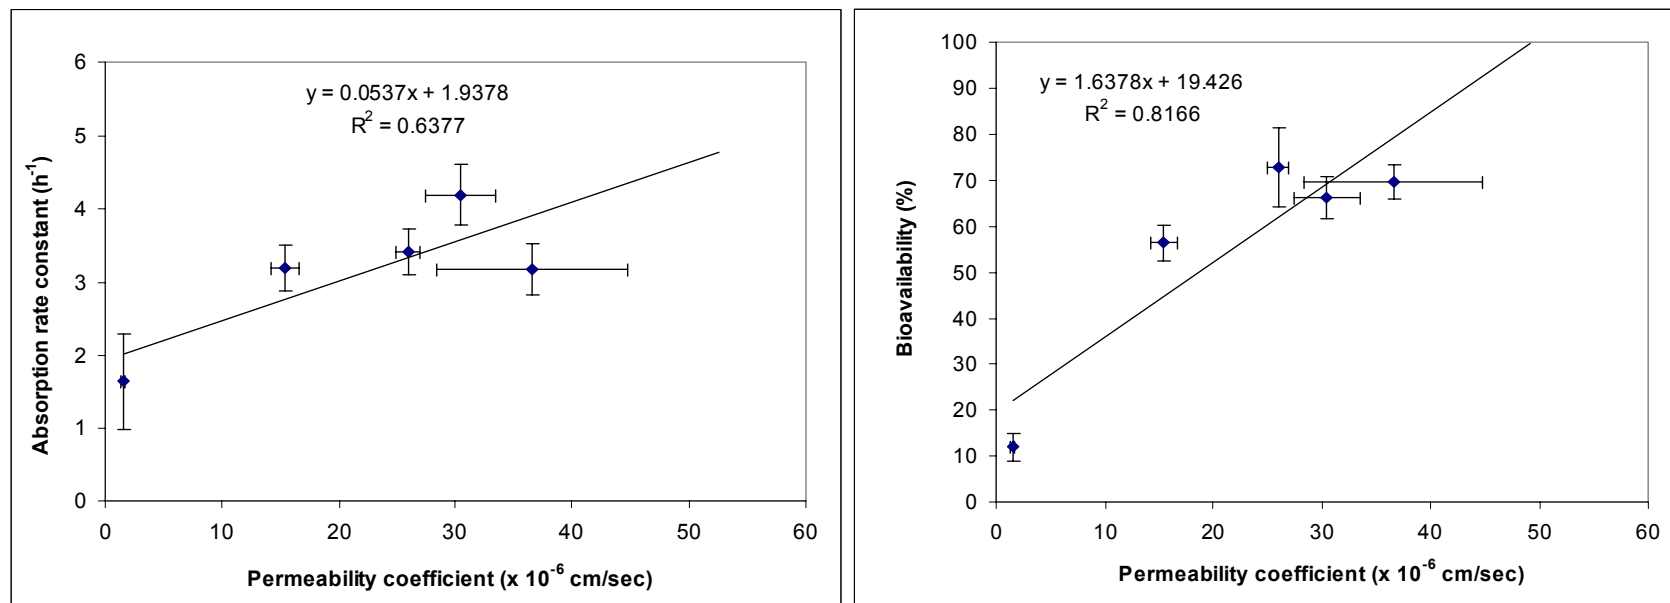 y = 0.0537x + 1.9378
R² = 0.6377
Absorption rate constant (h⁻¹)
6
5
4
3
2
1
0
0 10 20 30 40 50 60
Permeability coefficient (x 10⁻⁶ cm/sec)
y = 1.6378x + 19.426
R² = 0.8166
Bioavailability (%)
100
90
80
70
60
50
40
30
20
10
0
0 10 20 30 40 50 60
Permeability coefficient (x 10⁻⁶ cm/sec)